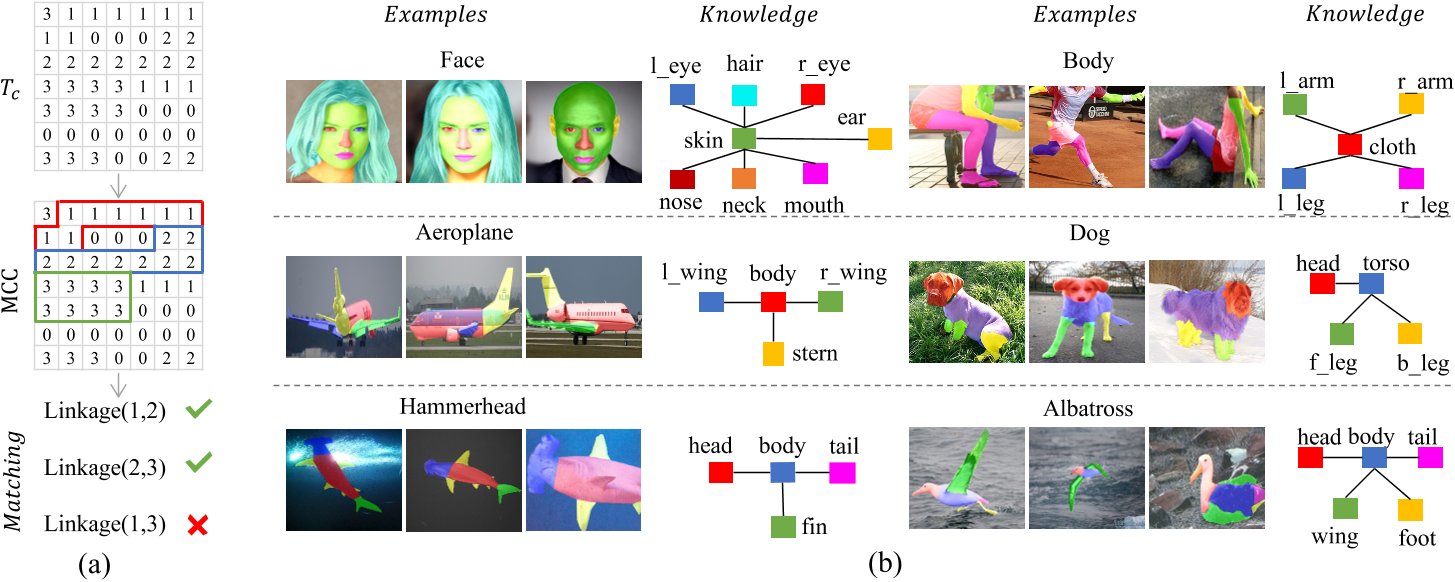 T_c
3 1 1 1 1 1 1
1 1 0 0 0 2 2
2 2 2 2 2 2 2
3 3 3 3 1 1 1
3 3 3 3 0 0 0
0 0 0 0 0 0 0
3 3 3 0 0 2 2
MCC
3 1 1 1 1 1 1
1 1 0 0 0 2 2
2 2 2 2 2 2 2
3 3 3 3 1 1 1
3 3 3 3 0 0 0
0 0 0 0 0 0 0
3 3 3 0 0 2 2
Matching
Linkage(1,2)
Linkage(2,3)
Linkage(1,3)
(a)
Examples Knowledge Examples Knowledge
Face
l_eye hair r_eye
ear
skin
nose neck mouth
Body
l_arm r_arm
cloth
l_leg r_leg
Aeroplane
l_wing body r_wing
stern
Dog
head torso
f_leg b_leg
Hammerhead
head body tail
fin
Albatross
head body tail
wing foot
(b)